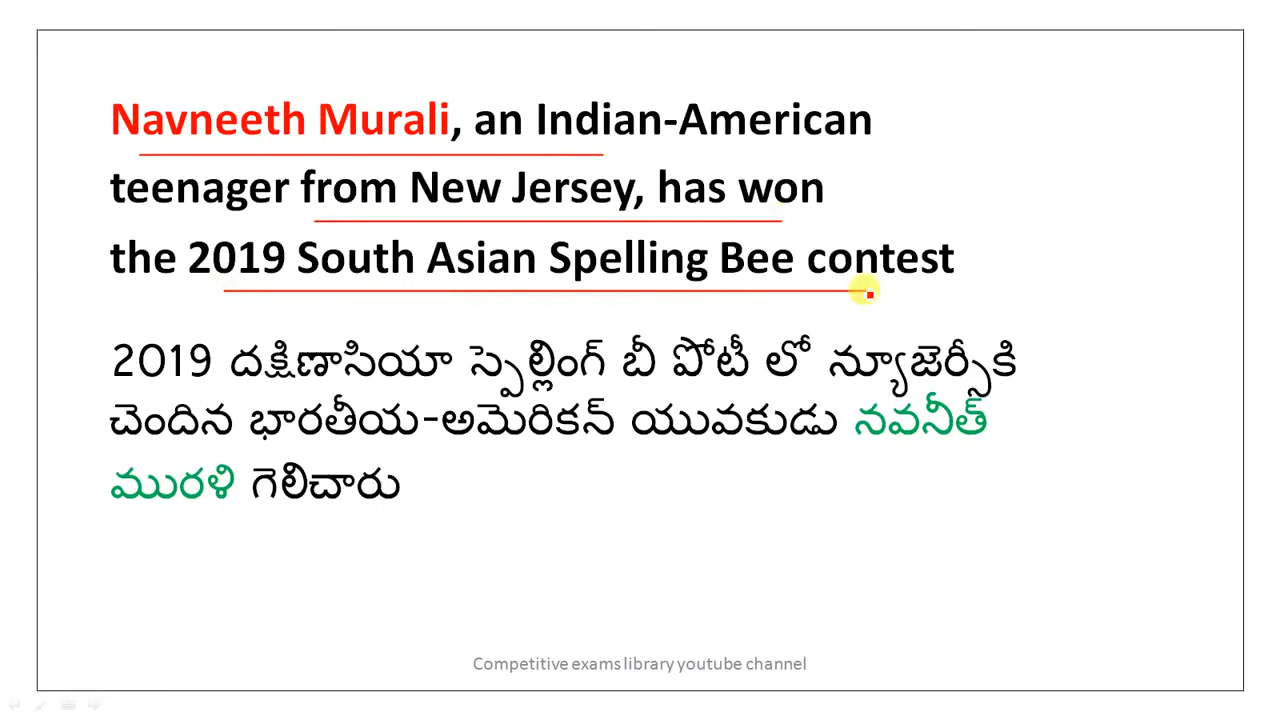 Navneeth Murali, an Indian-American
teenager from New Jersey, has won
the 2019 South Asian Spelling Bee contest
2019 దక్షిణాసియా స్పెల్లింగ్ బీ పోటీ లో న్యూజెర్సీకి
చెందిన భారతీయ-అమెరికన్ యువకుడు నవనీత్
మురళి గెలిచారు
Competitive exams library youtube channel